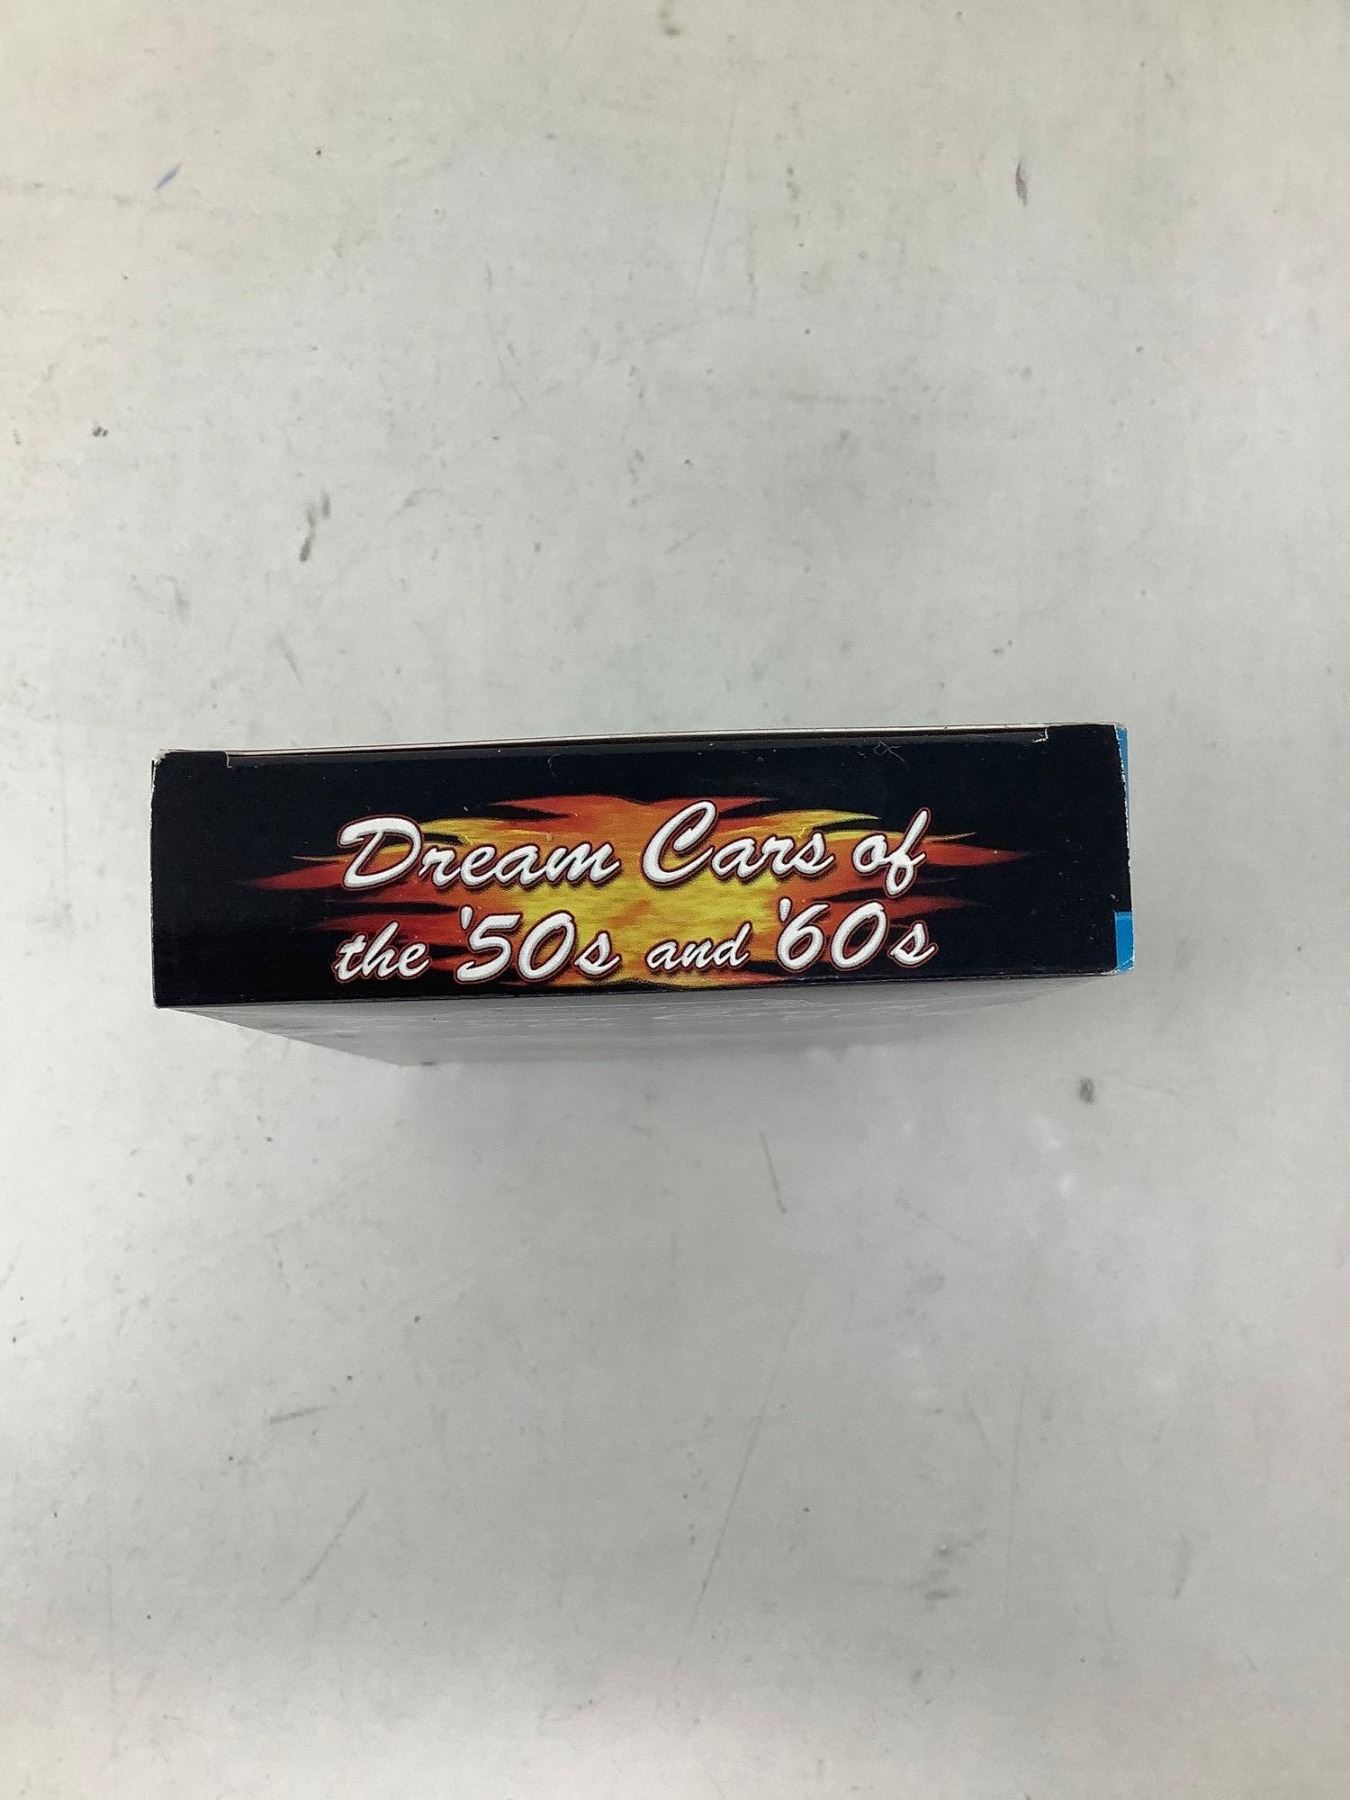 Dream Cars of
the '50s and '60s